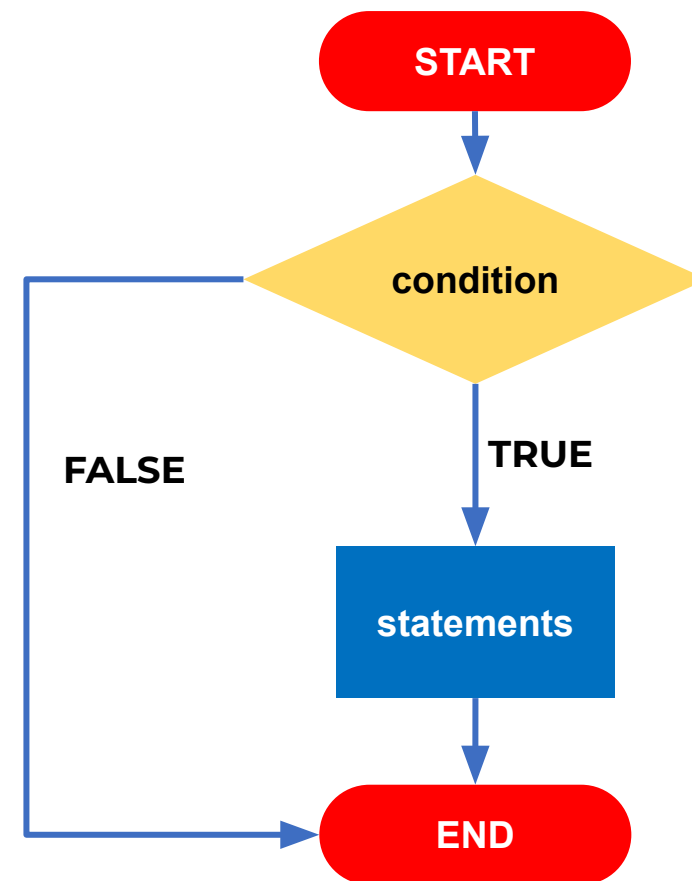 START
condition
TRUE
FALSE
statements
END